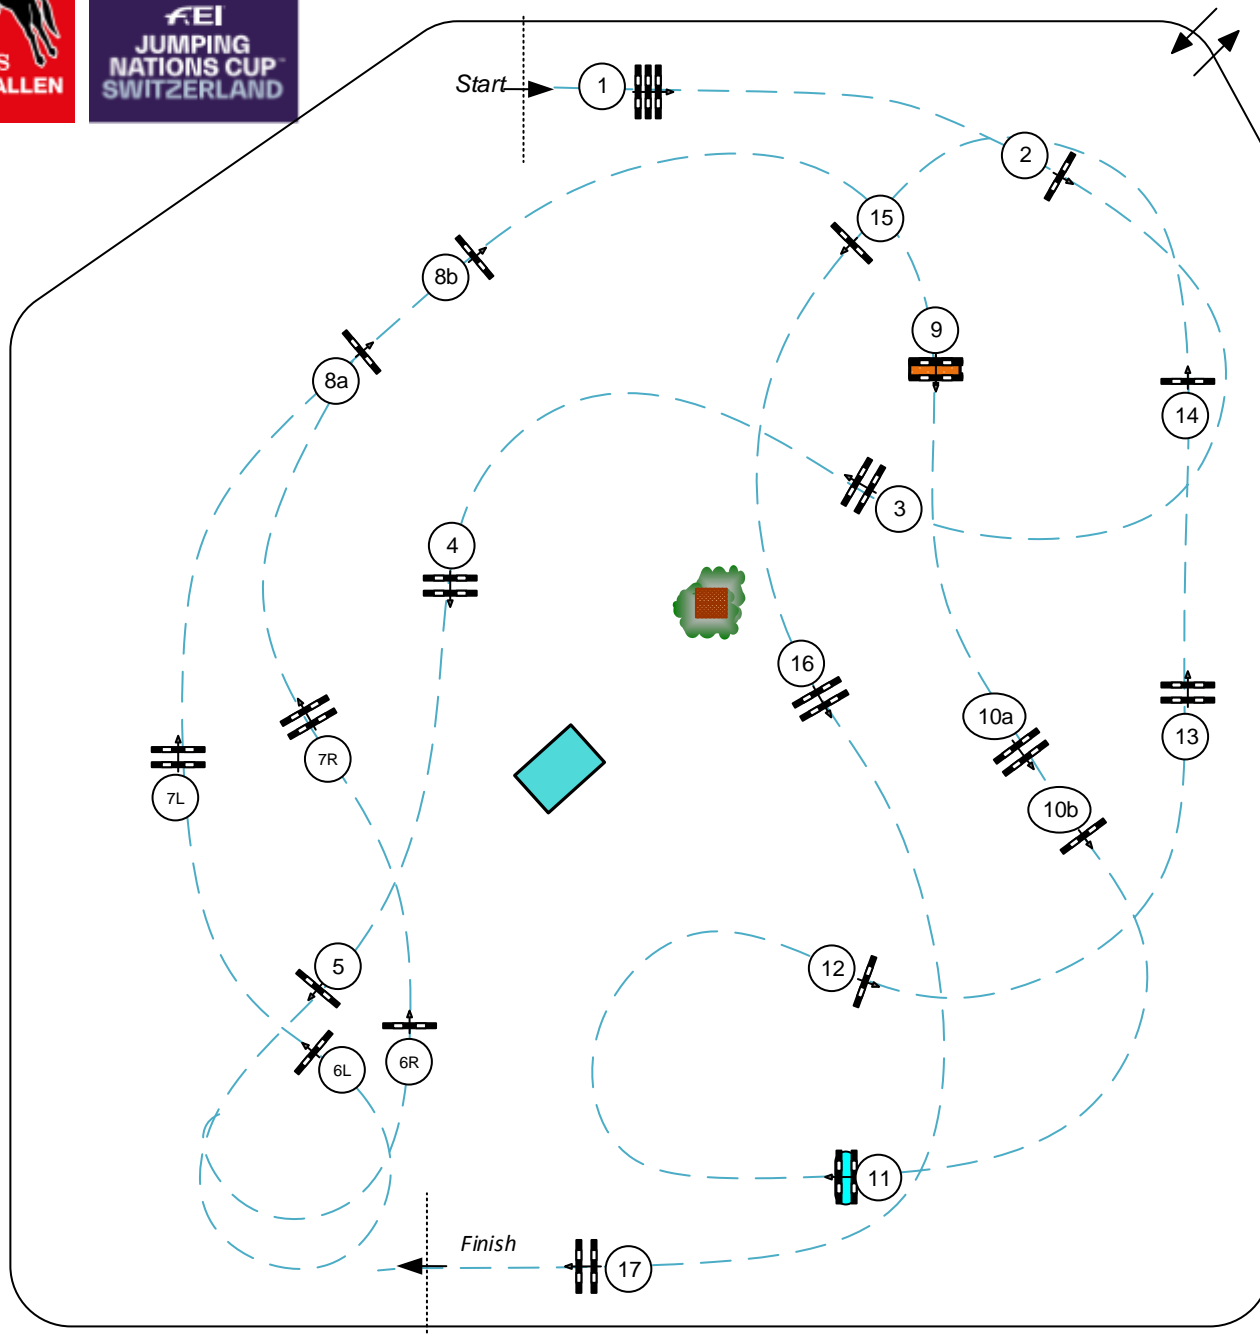 S
ALLEN
FEI
JUMPING
NATIONS CUP™
SWITZERLAND
Start
1
2
15
8b
9
8a
14
3
4
16
10a
13
7R
7L
10b
5
12
6R
6L
11
Finish
17